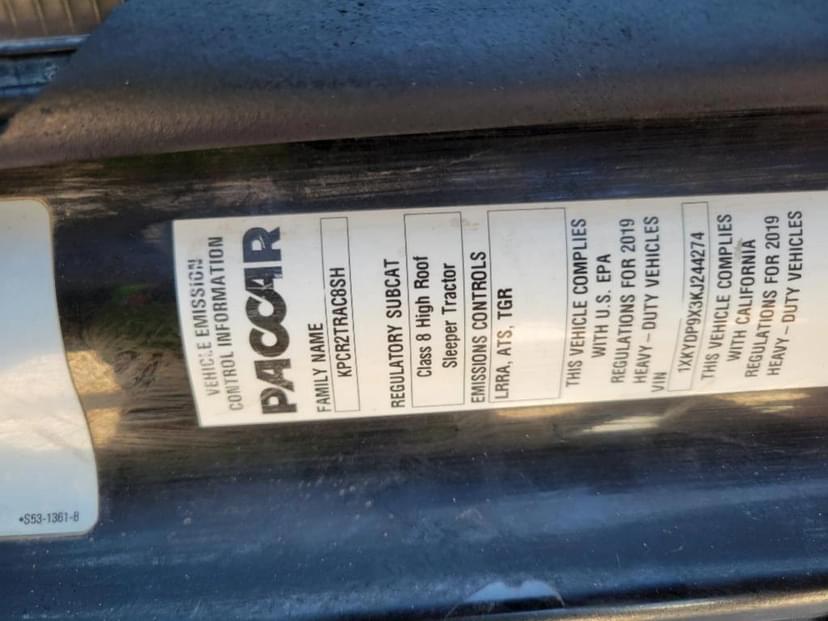 VEHICLE EMISSION
CONTROL INFORMATION
PACCAR
FAMILY NAME
KPCR2TRAC8SH
REGULATORY SUBCAT
Class 8 High Roof
Sleeper Tractor
EMISSIONS CONTROLS
LRRA, ATS, TGR
THIS VEHICLE COMPLIES
WITH U.S. EPA
REGULATIONS FOR 2019
HEAVY – DUTY VEHICLES
VIN
1XKYDP9X3KJ244274
THIS VEHICLE COMPLIES
WITH CALIFORNIA
REGULATIONS FOR 2019
HEAVY – DUTY VEHICLES
•S53-1361-B